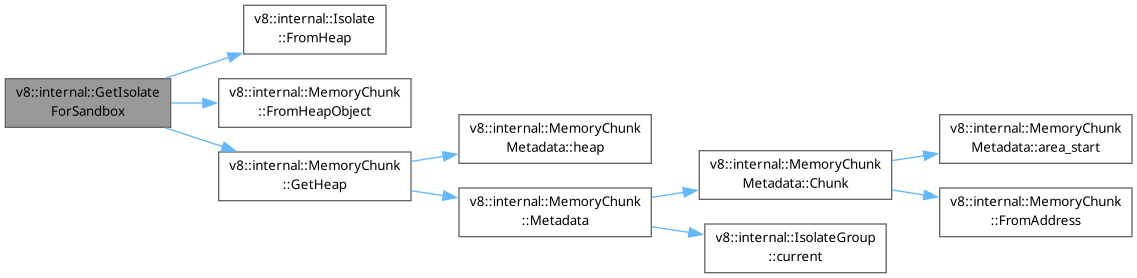 v8::internal::Isolate
::FromHeap
v8::internal::GetIsolate
ForSandbox
v8::internal::MemoryChunk
::FromHeapObject
v8::internal::MemoryChunk
::GetHeap
v8::internal::MemoryChunk
Metadata::heap
v8::internal::MemoryChunk
::Metadata
v8::internal::MemoryChunk
Metadata::Chunk
v8::internal::IsolateGroup
::current
v8::internal::MemoryChunk
Metadata::area_start
v8::internal::MemoryChunk
::FromAddress